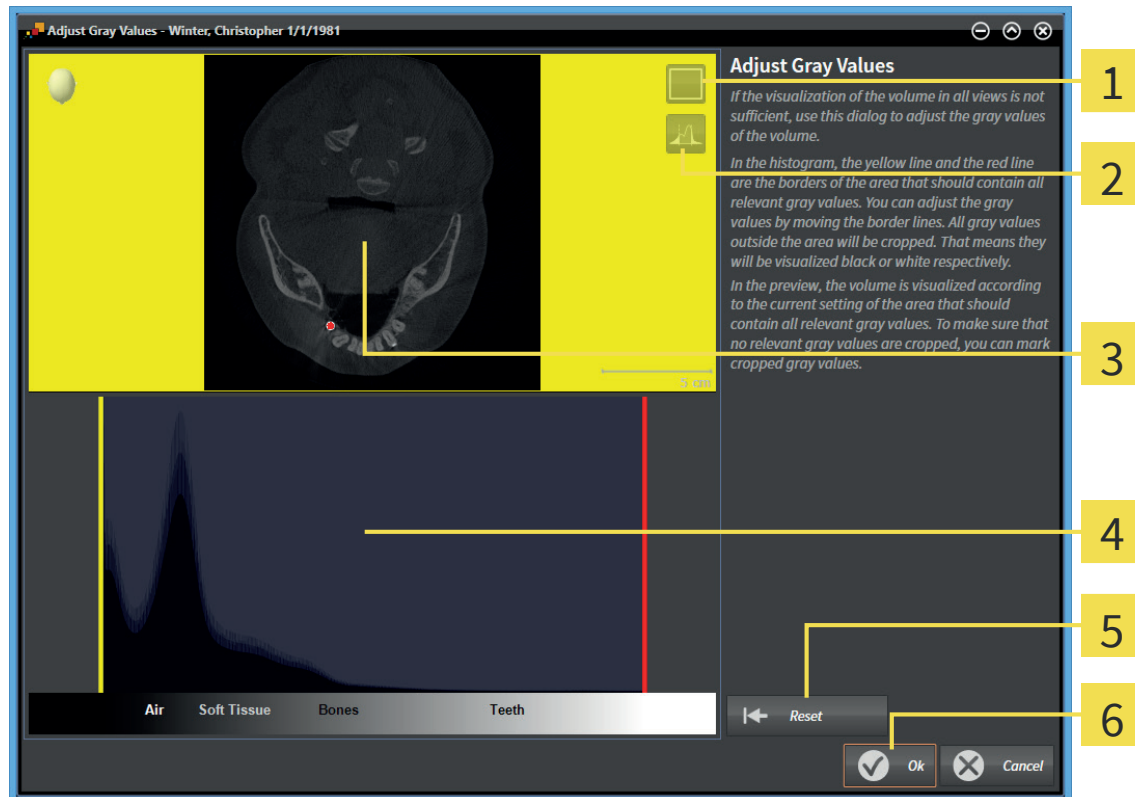 Adjust Gray Values - Winter, Christopher 1/1/1981
Adjust Gray Values
If the visualization of the volume in all views is not
sufficient, use this dialog to adjust the gray values
of the volume.
In the histogram, the yellow line and the red line
are the borders of the area that should contain all
relevant gray values. You can adjust the gray
values by moving the border lines. All gray values
outside the area will be cropped. That means they
will be visualized black or white respectively.
In the preview, the volume is visualized according
to the current setting of the area that should
contain all relevant gray values. To make sure that
no relevant gray values are cropped, you can mark
cropped gray values.
5 cm
Air Soft Tissue Bones Teeth
Reset
Ok Cancel
1
2
3
4
5
6